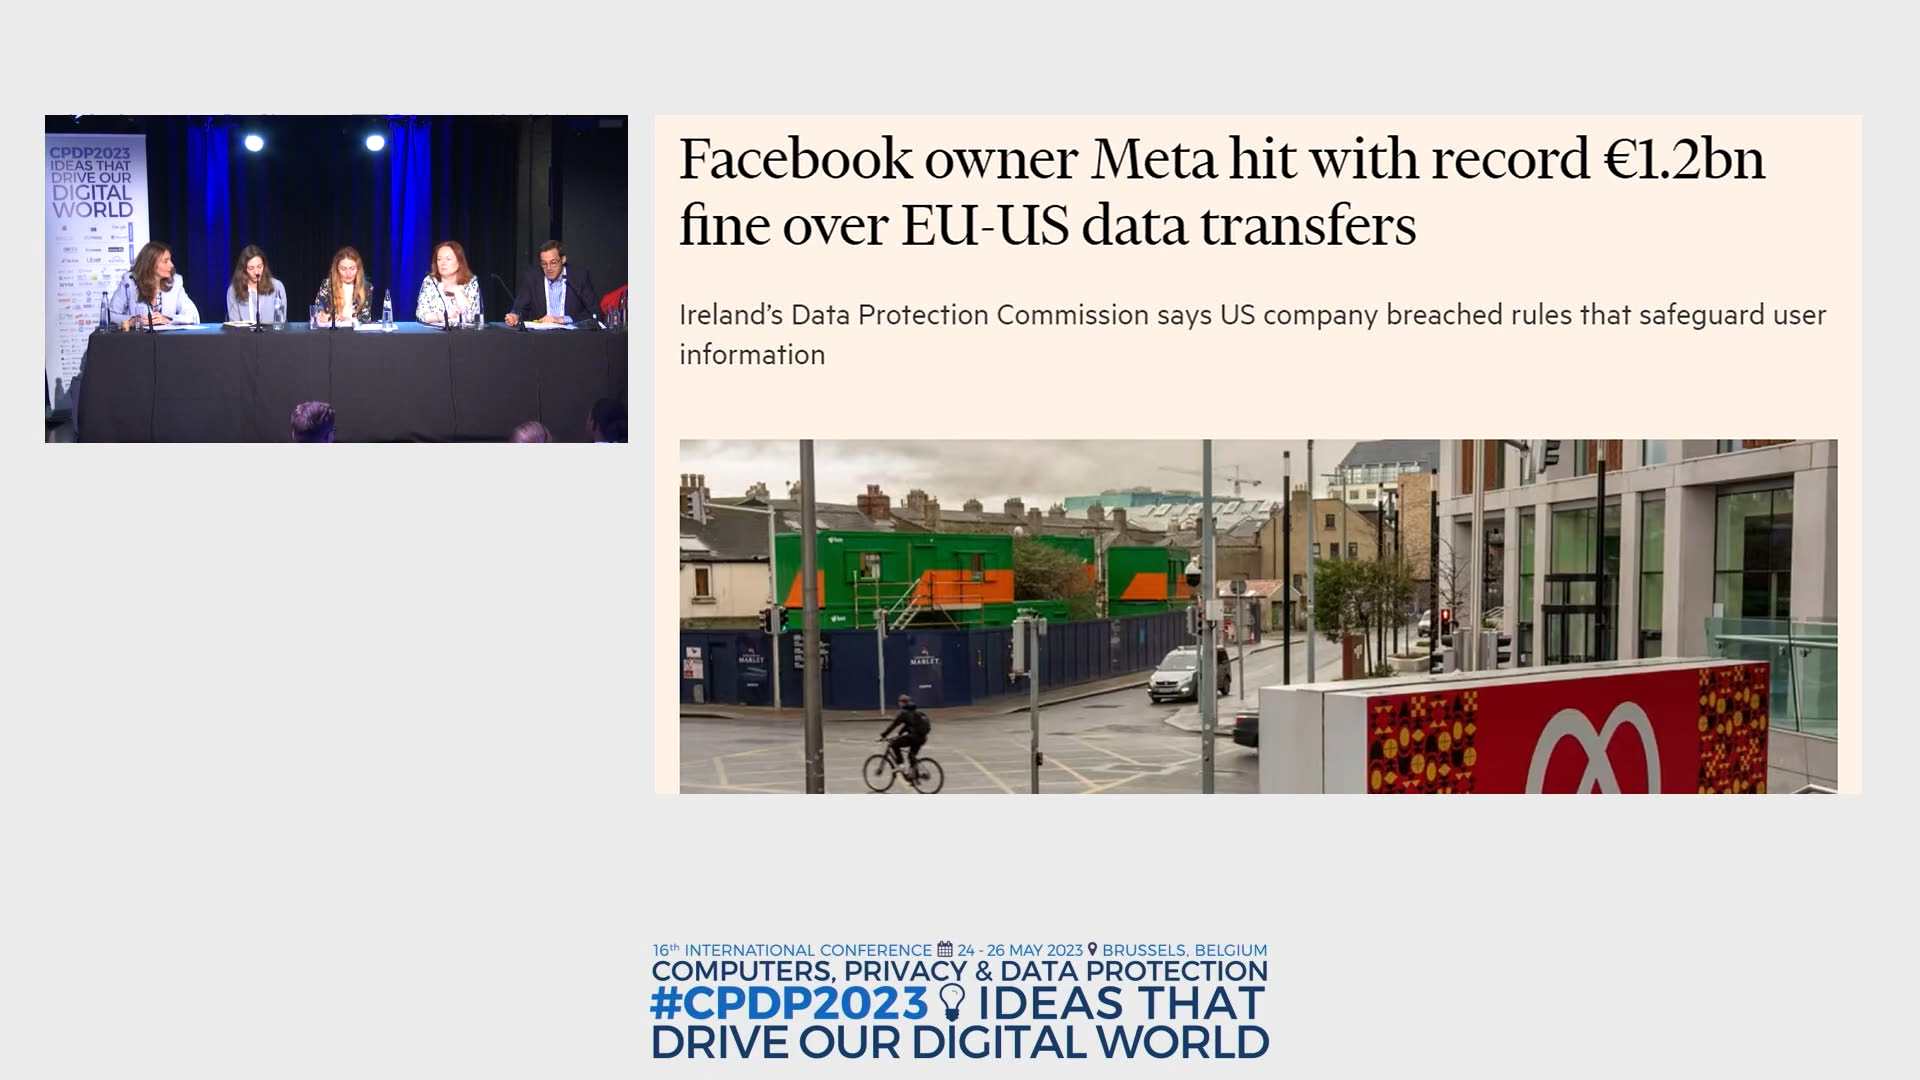 CPDP2023
IDEAS THAT
DRIVE OUR
DIGITAL
WORLD
Facebook owner Meta hit with record €1.2bn
fine over EU-US data transfers
Ireland’s Data Protection Commission says US company breached rules that safeguard user
information
MARLET
MARLET
16th INTERNATIONAL CONFERENCE 24 - 26 MAY 2023 BRUSSELS, BELGIUM
COMPUTERS, PRIVACY & DATA PROTECTION
#CPDP2023 IDEAS THAT
DRIVE OUR DIGITAL WORLD